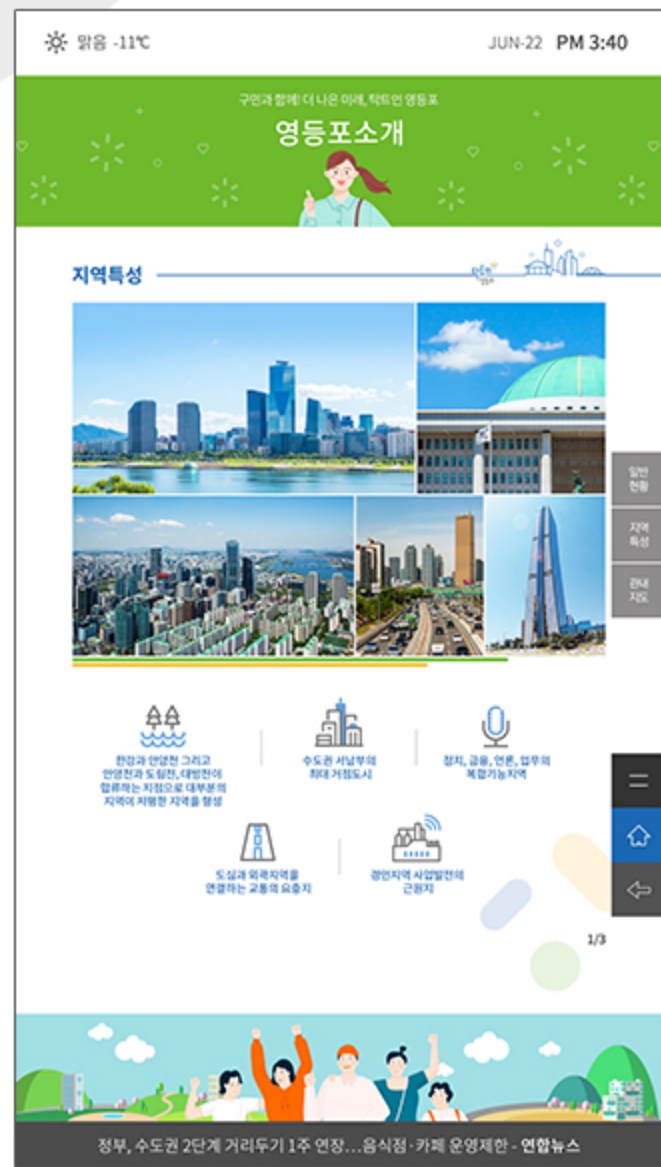 맑음 -11℃
JUN-22 PM 3:40
구민과 함께! 더 나은 미래, 탁트인 영등포
영등포소개
지역특성
일반
현황
지역
특성
관내
지도
한강과 안양천 그리고
안양천과 도림천, 대방천이
합류하는 지점으로 대부분의
지역이 저평한 지역을 형성
수도권 서남부의
최대 거점도시
정치, 금융, 언론, 업무의
복합기능지역
도심과 외곽지역을
연결하는 교통의 요충지
경인지역 사업발전의
근원지
1/3
정부, 수도권 2단계 거리두기 1주 연장…음식점·카페 운영제한 - 연합뉴스